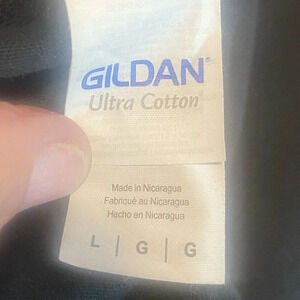 GILDAN®
Ultra Cotton
Made in Nicaragua
Fabriqué au Nicaragua
Hecho en Nicaragua
L | G | G